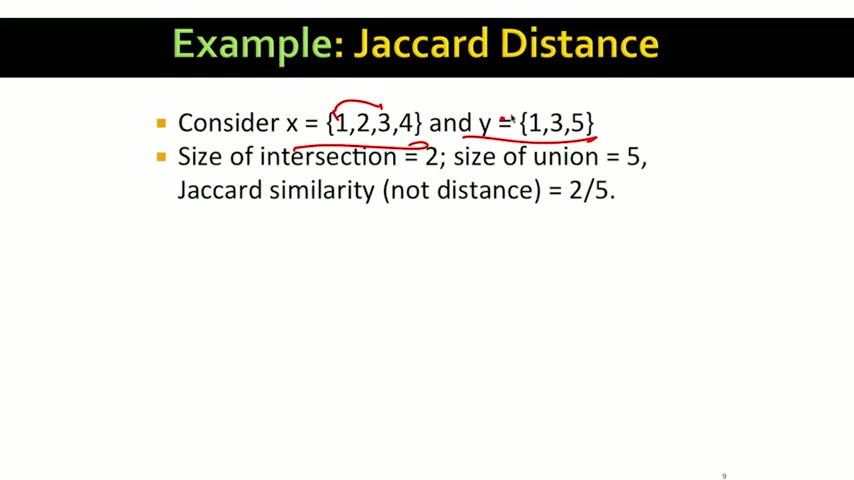 Example: Jaccard Distance
Consider x = {1,2,3,4} and y = {1,3,5}
Size of intersection = 2; size of union = 5,
Jaccard similarity (not distance) = 2/5.
9